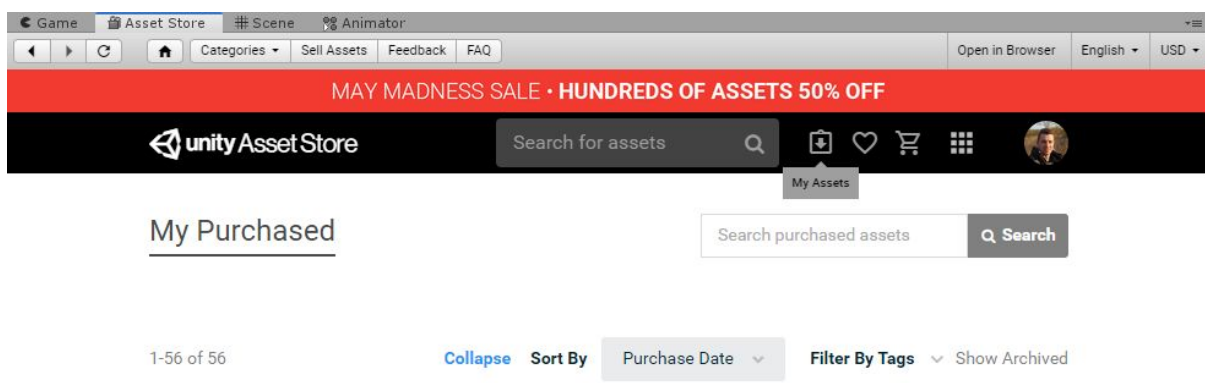 Game Asset Store Scene Animator
Categories Sell Assets Feedback FAQ Open in Browser English USD
MAY MADNESS SALE • HUNDREDS OF ASSETS 50% OFF
unity Asset Store Search for assets
My Assets
My Purchased Search purchased assets Search
1-56 of 56 Collapse Sort By Purchase Date Filter By Tags Show Archived